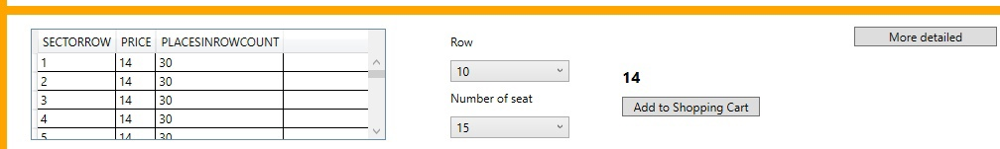 SECTORROW PRICE PLACESINROWCOUNT
1 14 30
2 14 30
3 14 30
4 14 30
5 14 30
Row
10
Number of seat
15
14
Add to Shopping Cart
More detailed